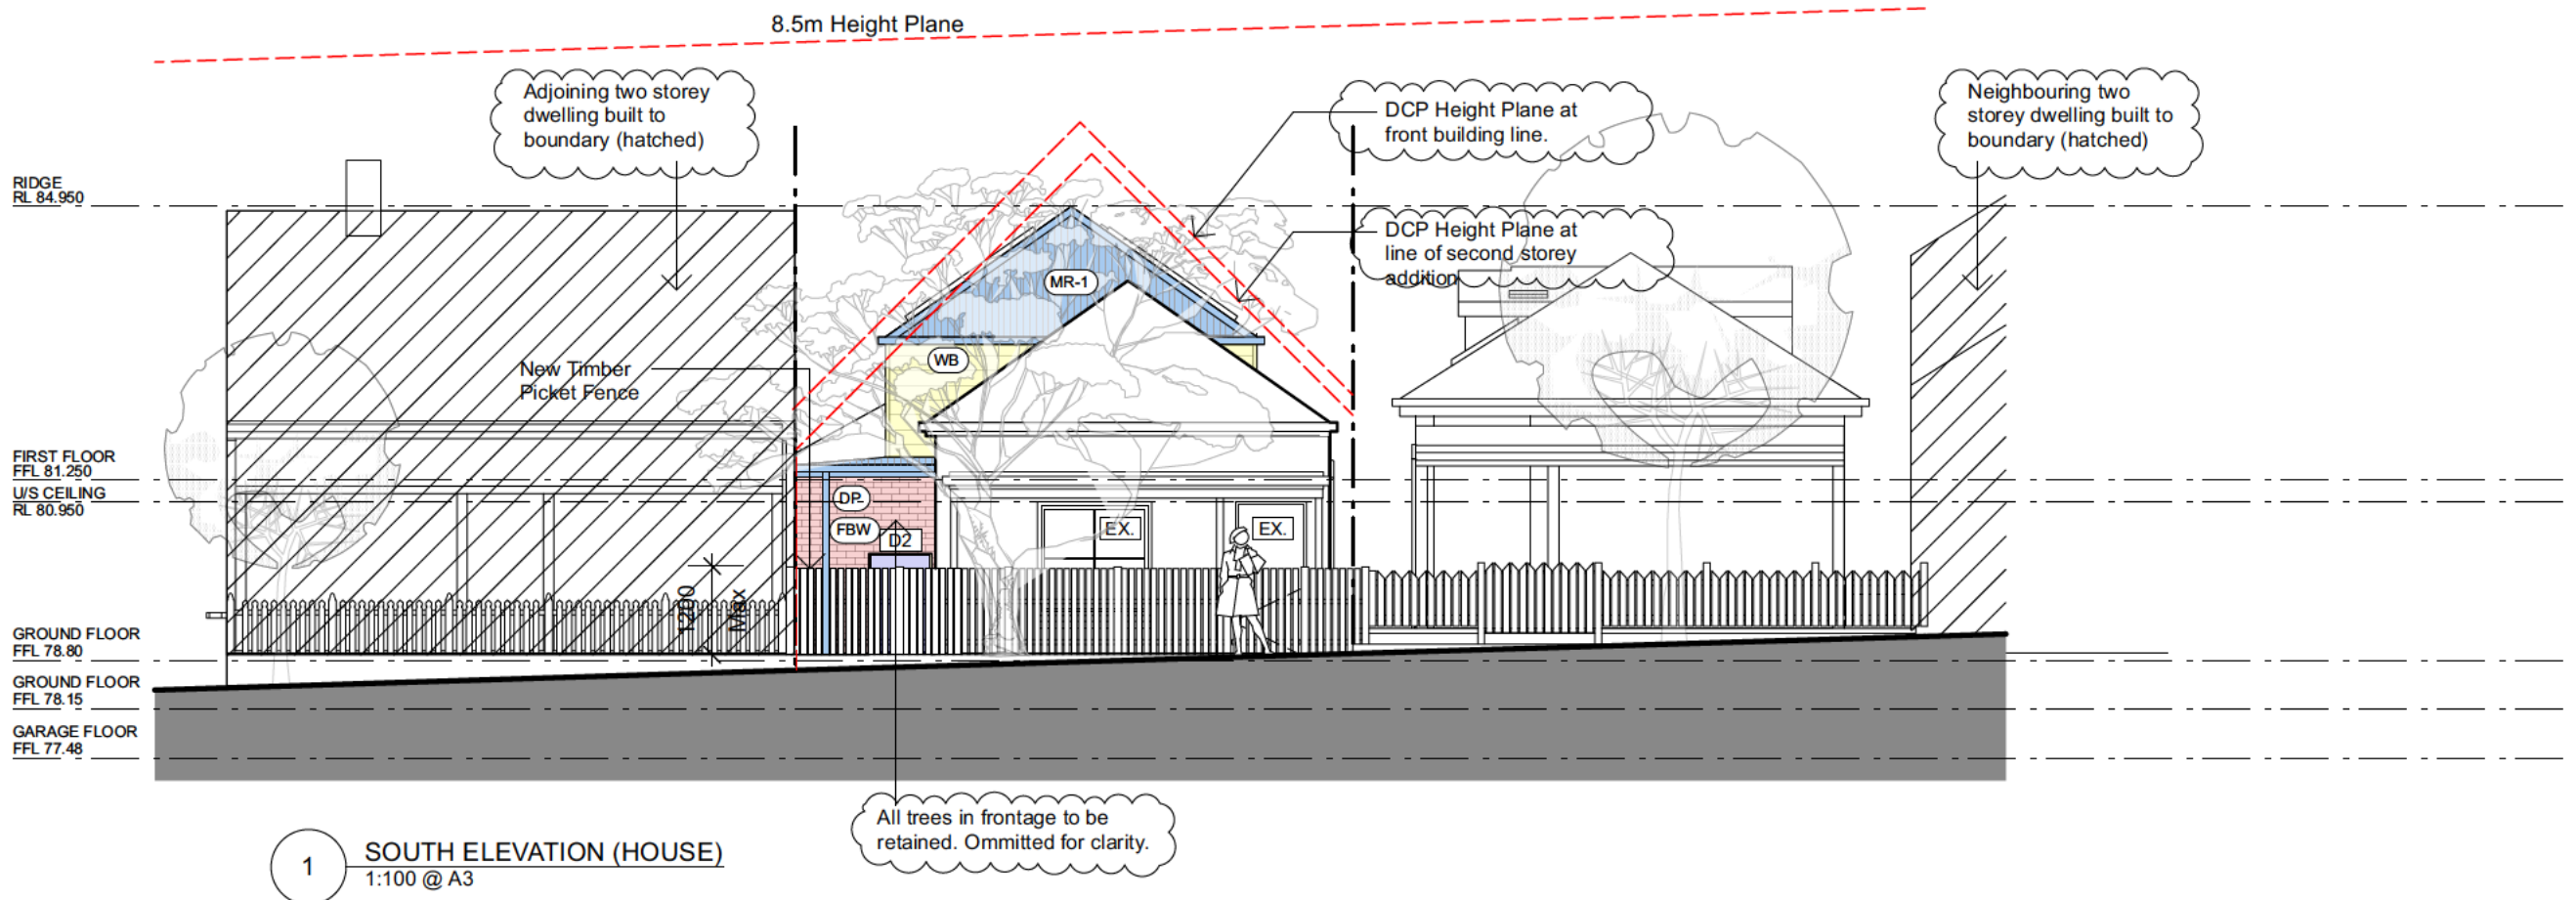 8.5m Height Plane
Adjoining two storey
dwelling built to
boundary (hatched)
DCP Height Plane at
front building line.
Neighbouring two
storey dwelling built to
boundary (hatched)
RIDGE
RL 84.950
DCP Height Plane at
line of second storey
addition
MR-1
WB
New Timber
Picket Fence
FIRST FLOOR
FFL 81.250
U/S CEILING
RL 80.950
DP
FBW
D2
EX.
EX.
1200
Max
GROUND FLOOR
FFL 78.80
GROUND FLOOR
FFL 78.15
GARAGE FLOOR
FFL 77.48
All trees in frontage to be
retained. Ommitted for clarity.
1
SOUTH ELEVATION (HOUSE)
1:100 @ A3